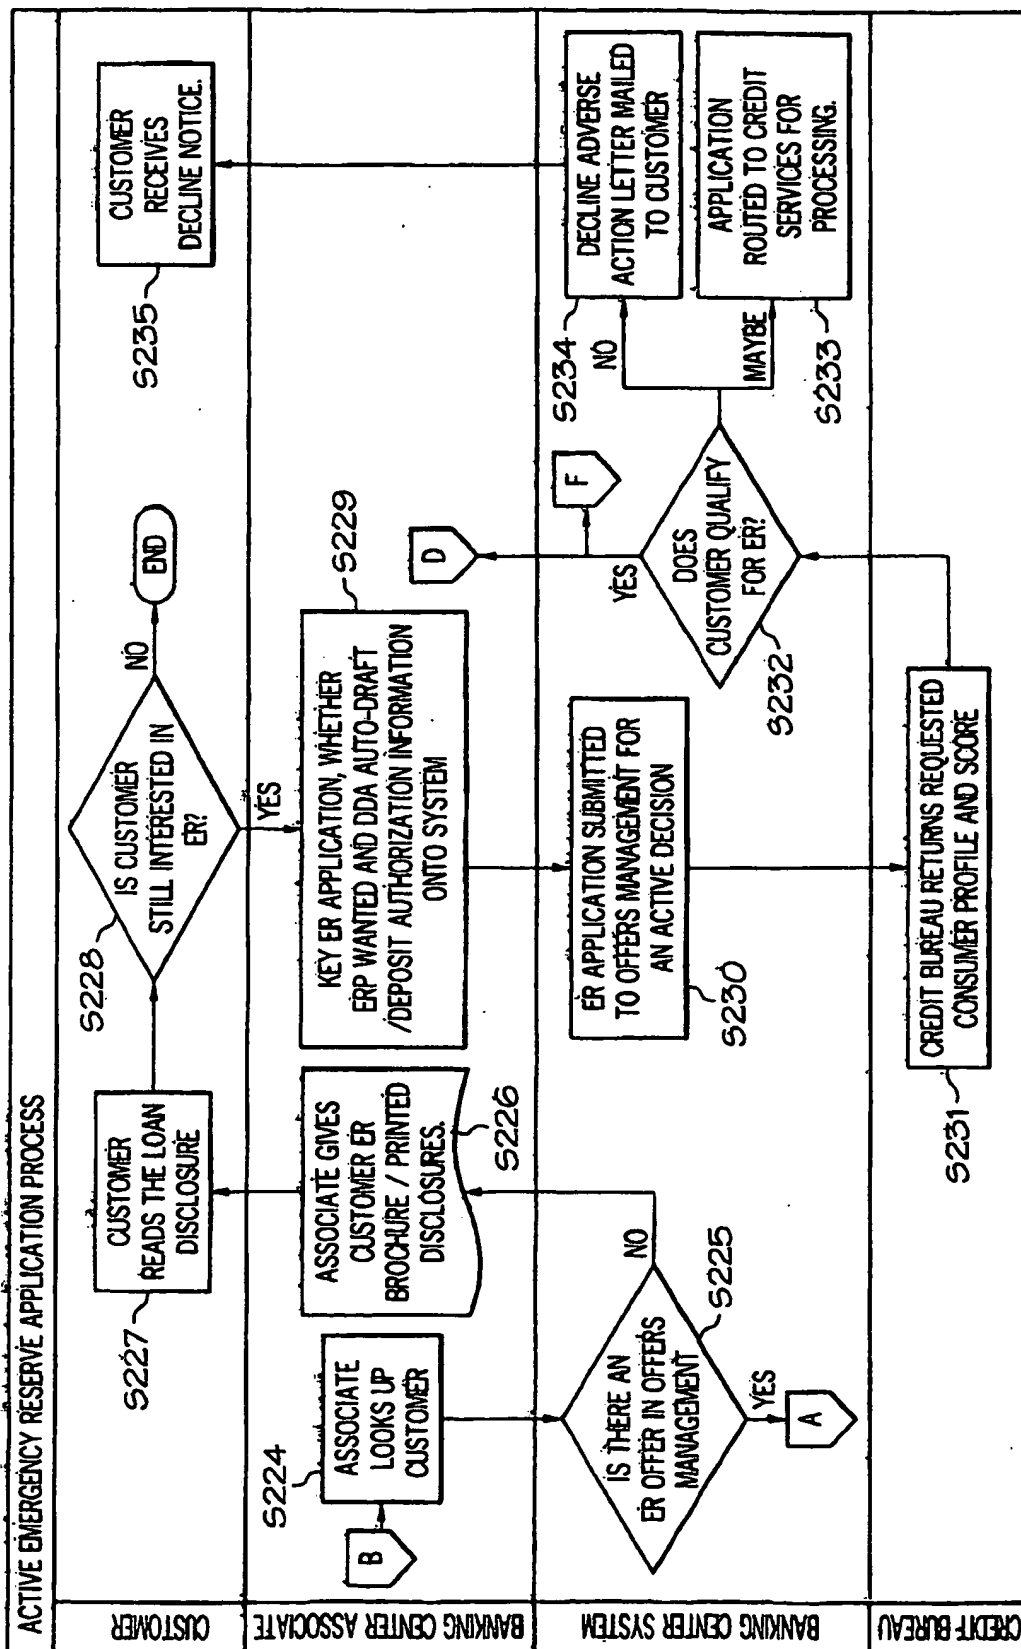 ACTIVE EMERGENCY RESERVE APPLICATION PROCESS
CUSTOMER
CUSTOMER
READS THE LOAN
DISCLOSURE
S227
IS CUSTOMER
STILL INTERESTED IN
ER?
S228
NO
END
YES
CUSTOMER
RECEIVES
DECLINE NOTICE.
S235
BANKING CENTER ASSOCIATE
B
ASSOCIATE
LOOKS UP
CUSTOMER
S224
ASSOCIATE GIVES
CUSTOMER ER
BROCHURE / PRINTED
DISCLOSURES.
S226
KEY ER APPLICATION, WHETHER
ERP WANTED AND DDA AUTO-DRAFT
/DEPOSIT AUTHORIZATION INFORMATION
ONTO SYSTEM
S229
D
BANKING CENTER SYSTEM
IS THERE AN
ER OFFER IN OFFERS
MANAGEMENT
S225
NO
YES
A
ER APPLICATION SUBMITTED
TO OFFERS MANAGEMENT FOR
AN ACTIVE DECISION
S230
DOES
CUSTOMER QUALIFY
FOR ER?
S232
YES
F
NO
MAYBE
DECLINE ADVERSE
ACTION LETTER MAILED
TO CUSTOMER
S234
APPLICATION
ROUTED TO CREDIT
SERVICES FOR
PROCESSING.
S233
CREDIT BUREAU
CREDIT BUREAU RETURNS REQUESTED
CONSUMER PROFILE AND SCORE
S231